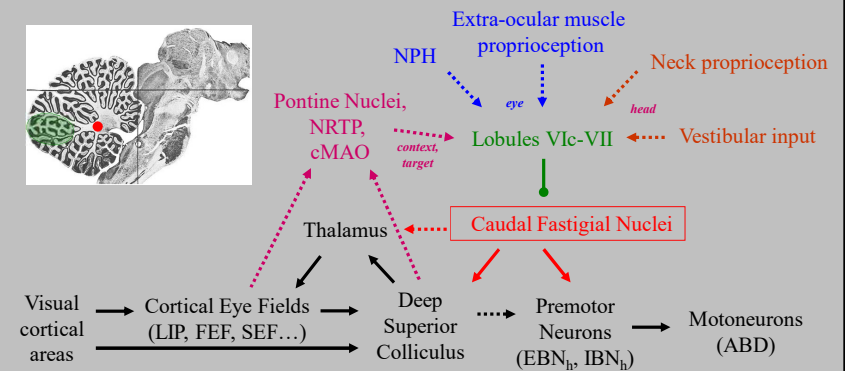 Extra-ocular muscle
proprioception
NPH
Neck proprioception
eye
head
Pontine Nuclei,
NRTP,
cMAO
context,
target
Lobules VIc-VII
Vestibular input
Thalamus
Caudal Fastigial Nuclei
Visual
cortical
areas
Cortical Eye Fields
(LIP, FEF, SEF…)
Deep
Superior
Colliculus
Premotor
Neurons
(EBNh, IBNh)
Motoneurons
(ABD)